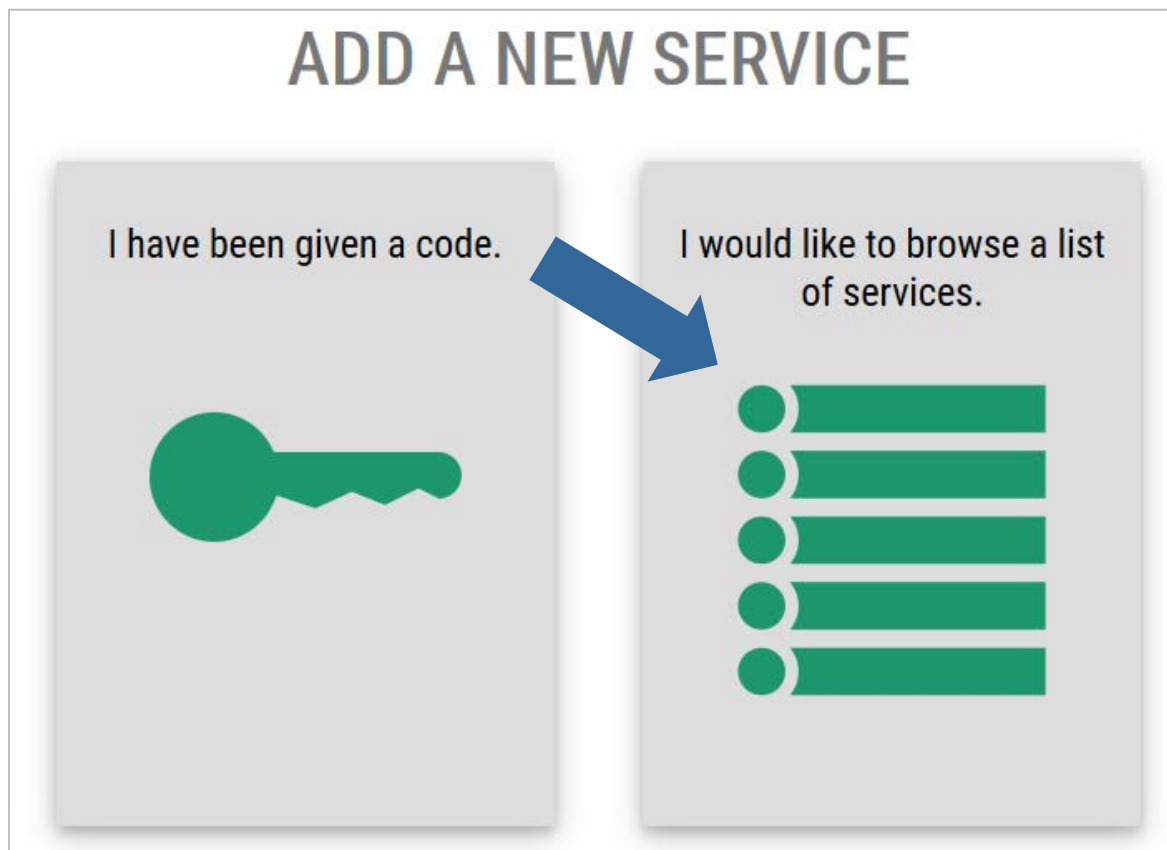 ADD A NEW SERVICE
I have been given a code.
I would like to browse a list
of services.